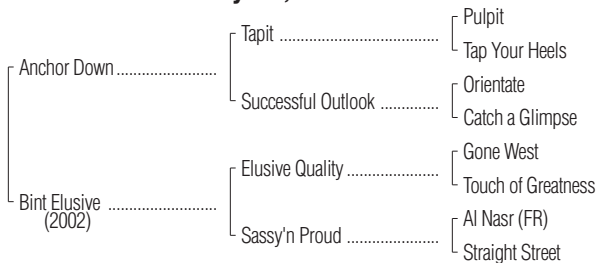 Pulpit
Tapit
Tap Your Heels
Anchor Down
Orientate
Successful Outlook
Catch a Glimpse
Gone West
Elusive Quality
Touch of Greatness
Bint Elusive
(2002)
Al Nasr (FR)
Sassy'n Proud
Straight Street